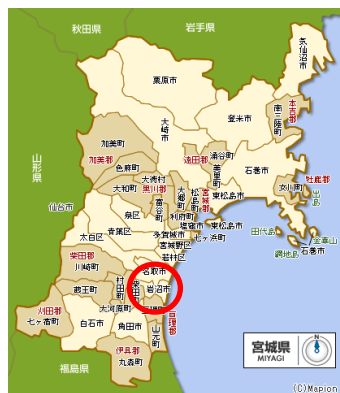 秋田県
岩手県
気仙沼市
栗原市
本吉郡
南三陸町
登米市
大崎市
加美町
加美郡
色麻町
遠田郡
涌谷町
美里町
石巻市
山形県
大衡村
黒川郡
大和町
大郷町
松島町
宮城郡
東松島市
女川町
牡鹿郡
出島
富谷町
利府町
仙台市
泉区
塩竈市
東松島市
多賀城市
七ヶ浜町
青葉区
太白区
宮城野区
若林区
田代島
金華山
網地島
石巻市
柴田郡
川崎町
名取市
村田町
岩沼市
蔵王町
大河原町
亘理郡
刈田郡
七ヶ宿町
白石市
角田市
山元町
伊具郡
丸森町
福島県
宮城県
MIYAGI
(C)Mapion